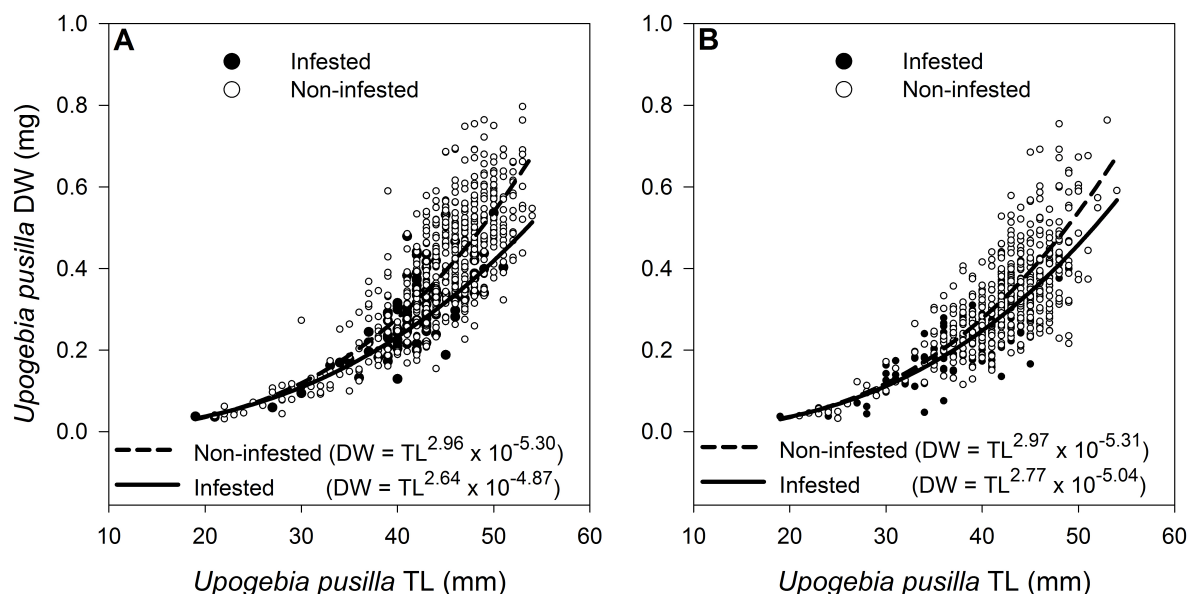 A
Infested
Non-infested
1.0
0.8
0.6
0.4
0.2
0.0
Upogebia pusilla DW (mg)
Non-infested (DW = TL^2.96 x 10^-5.30)
Infested (DW = TL^2.64 x 10^-4.87)
10 20 30 40 50 60
Upogebia pusilla TL (mm)
B
Infested
Non-infested
1.0
0.8
0.6
0.4
0.2
0.0
Non-infested (DW = TL^2.97 x 10^-5.31)
Infested (DW = TL^2.77 x 10^-5.04)
10 20 30 40 50 60
Upogebia pusilla TL (mm)